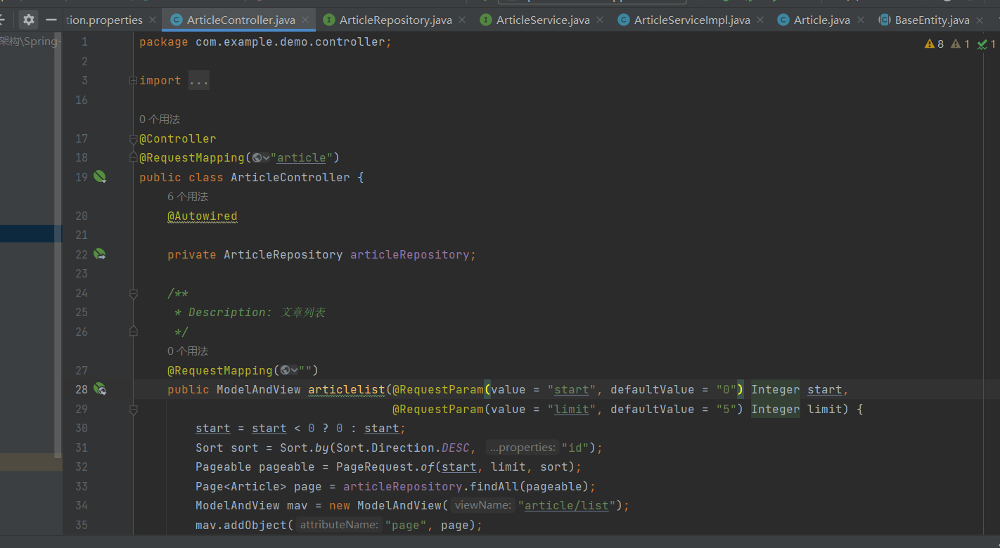 tion.properties ArticleController.java ArticleRepository.java ArticleService.java ArticleServiceImpl.java Article.java BaseEntity.java
架构\Spring-
8 1 1
1 package com.example.demo.controller;
2
3 import ...
16
0 个用法
17 @Controller
18 @RequestMapping("article")
19 public class ArticleController {
6 个用法
20 @Autowired
21
22 private ArticleRepository articleRepository;
23
24 /**
25 * Description: 文章列表
26 */
0 个用法
27 @RequestMapping("")
28 public ModelAndView articlelist(@RequestParam(value = "start", defaultValue = "0") Integer start,
29 @RequestParam(value = "limit", defaultValue = "5") Integer limit) {
30 start = start < 0 ? 0 : start;
31 Sort sort = Sort.by(Sort.Direction.DESC, ...properties: "id");
32 Pageable pageable = PageRequest.of(start, limit, sort);
33 Page<Article> page = articleRepository.findAll(pageable);
34 ModelAndView mav = new ModelAndView( viewName: "article/list");
35 mav.addObject( attributeName: "page", page);